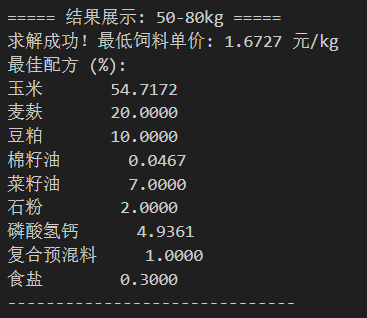 ===== 结果展示: 50-80kg =====
求解成功! 最低饲料单价: 1.6727 元/kg
最佳配方 (%):
玉米 54.7172
麦麸 20.0000
豆粕 10.0000
棉籽油 0.0467
菜籽油 7.0000
石粉 2.0000
磷酸氢钙 4.9361
复合预混料 1.0000
食盐 0.3000
------------------------------